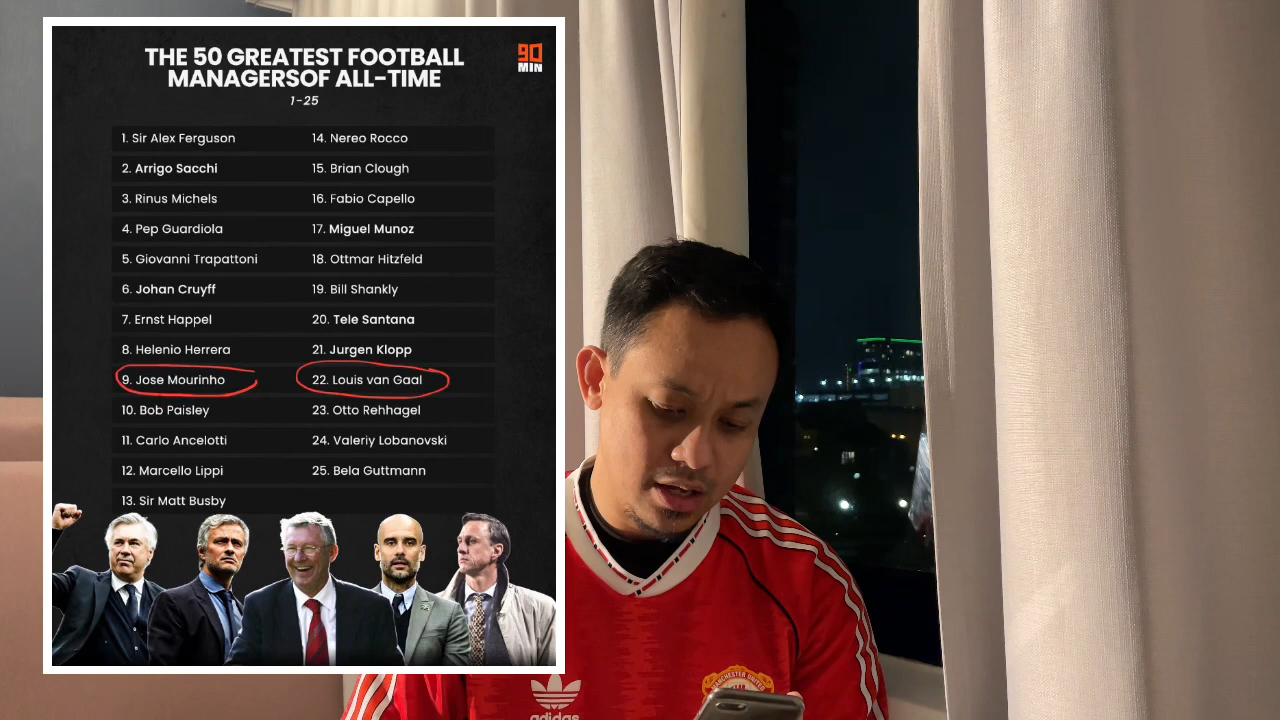 THE 50 GREATEST FOOTBALL
MANAGERSOF ALL-TIME
1-25
90
MIN
1. Sir Alex Ferguson
2. Arrigo Sacchi
3. Rinus Michels
4. Pep Guardiola
5. Giovanni Trapattoni
6. Johan Cruyff
7. Ernst Happel
8. Helenio Herrera
9. Jose Mourinho
10. Bob Paisley
11. Carlo Ancelotti
12. Marcello Lippi
13. Sir Matt Busby
14. Nereo Rocco
15. Brian Clough
16. Fabio Capello
17. Miguel Munoz
18. Ottmar Hitzfeld
19. Bill Shankly
20. Tele Santana
21. Jurgen Klopp
22. Louis van Gaal
23. Otto Rehhagel
24. Valeriy Lobanovski
25. Bela Guttmann
adidas
MANCHESTER UNITED